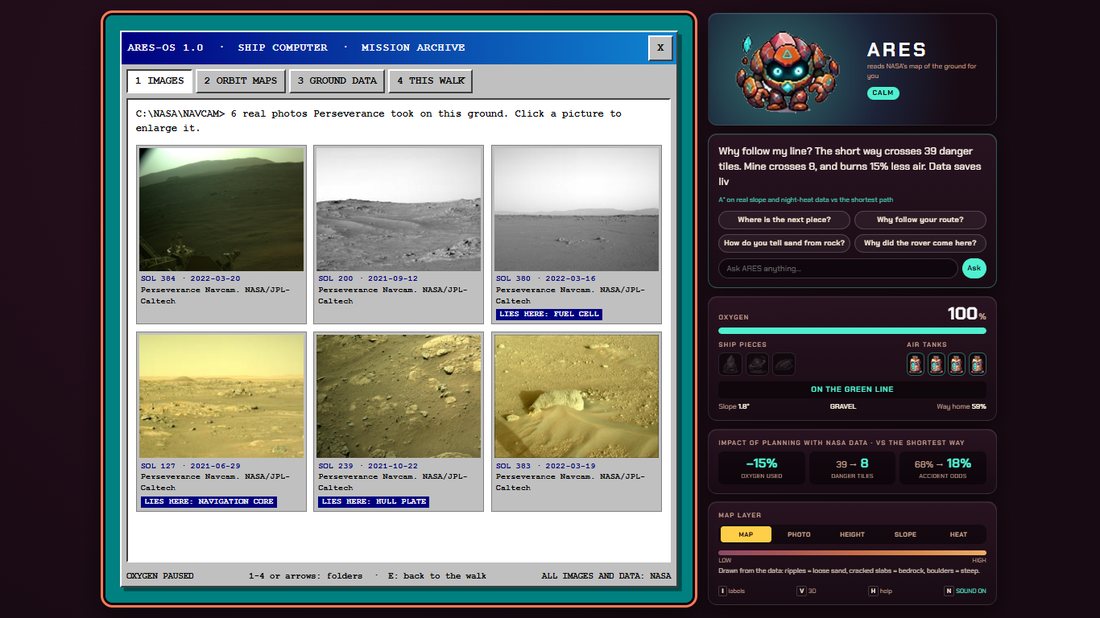 ARES-OS 1.0 · SHIP COMPUTER · MISSION ARCHIVE
X
1 IMAGES
2 ORBIT MAPS
3 GROUND DATA
4 THIS WALK
C:\NASA\NAVCAM> 6 real photos Perseverance took on this ground. Click a picture to
enlarge it.
SOL 384 · 2022-03-20
Perseverance Navcam. NASA/JPL-
Caltech
SOL 200 · 2021-09-12
Perseverance Navcam. NASA/JPL-
Caltech
SOL 380 · 2022-03-16
Perseverance Navcam. NASA/JPL-
Caltech
LIES HERE: FUEL CELL
SOL 127 · 2021-06-29
Perseverance Navcam. NASA/JPL-
Caltech
LIES HERE: NAVIGATION CORE
SOL 239 · 2021-10-22
Perseverance Navcam. NASA/JPL-
Caltech
LIES HERE: HULL PLATE
SOL 383 · 2022-03-19
Perseverance Navcam. NASA/JPL-
Caltech
OXYGEN PAUSED
1-4 or arrows: folders · E: back to the walk
ALL IMAGES AND DATA: NASA
ARES
reads NASA's map of the ground for
you
CALM
Why follow my line? The short way crosses 39 danger
tiles. Mine crosses 8, and burns 15% less air. Data saves
liv
A* on real slope and night-heat data vs the shortest path
Where is the next piece?
Why follow your route?
How do you tell sand from rock?
Why did the rover come here?
Ask ARES anything...
Ask
OXYGEN
100%
SHIP PIECES
AIR TANKS
ON THE GREEN LINE
Slope 1.8°
GRAVEL
Way home 59%
IMPACT OF PLANNING WITH NASA DATA · VS THE SHORTEST WAY
−15%
OXYGEN USED
39 → 8
DANGER TILES
68% → 18%
ACCIDENT ODDS
MAP LAYER
MAP
PHOTO
HEIGHT
SLOPE
HEAT
LOW
HIGH
Drawn from the data: ripples = loose sand, cracked slabs = bedrock, boulders = steep.
I labels
V 3D
H help
N SOUND ON